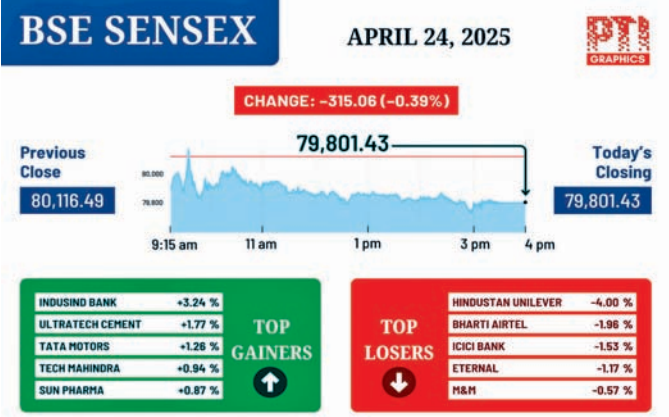 BSE SENSEX
APRIL 24, 2025
PTI
GRAPHICS
CHANGE: –315.06 (–0.39%)
79,801.43
Previous
Close
80,116.49
Today's
Closing
79,801.43
80,000
79,800
9:15 am 11 am 1 pm 3 pm 4 pm
INDUSIND BANK +3.24 %
ULTRATECH CEMENT +1.77 %
TATA MOTORS +1.26 %
TECH MAHINDRA +0.94 %
SUN PHARMA +0.87 %
TOP
GAINERS
TOP
LOSERS
HINDUSTAN UNILEVER -4.00 %
BHARTI AIRTEL -1.96 %
ICICI BANK -1.53 %
ETERNAL -1.17 %
M&M -0.57 %